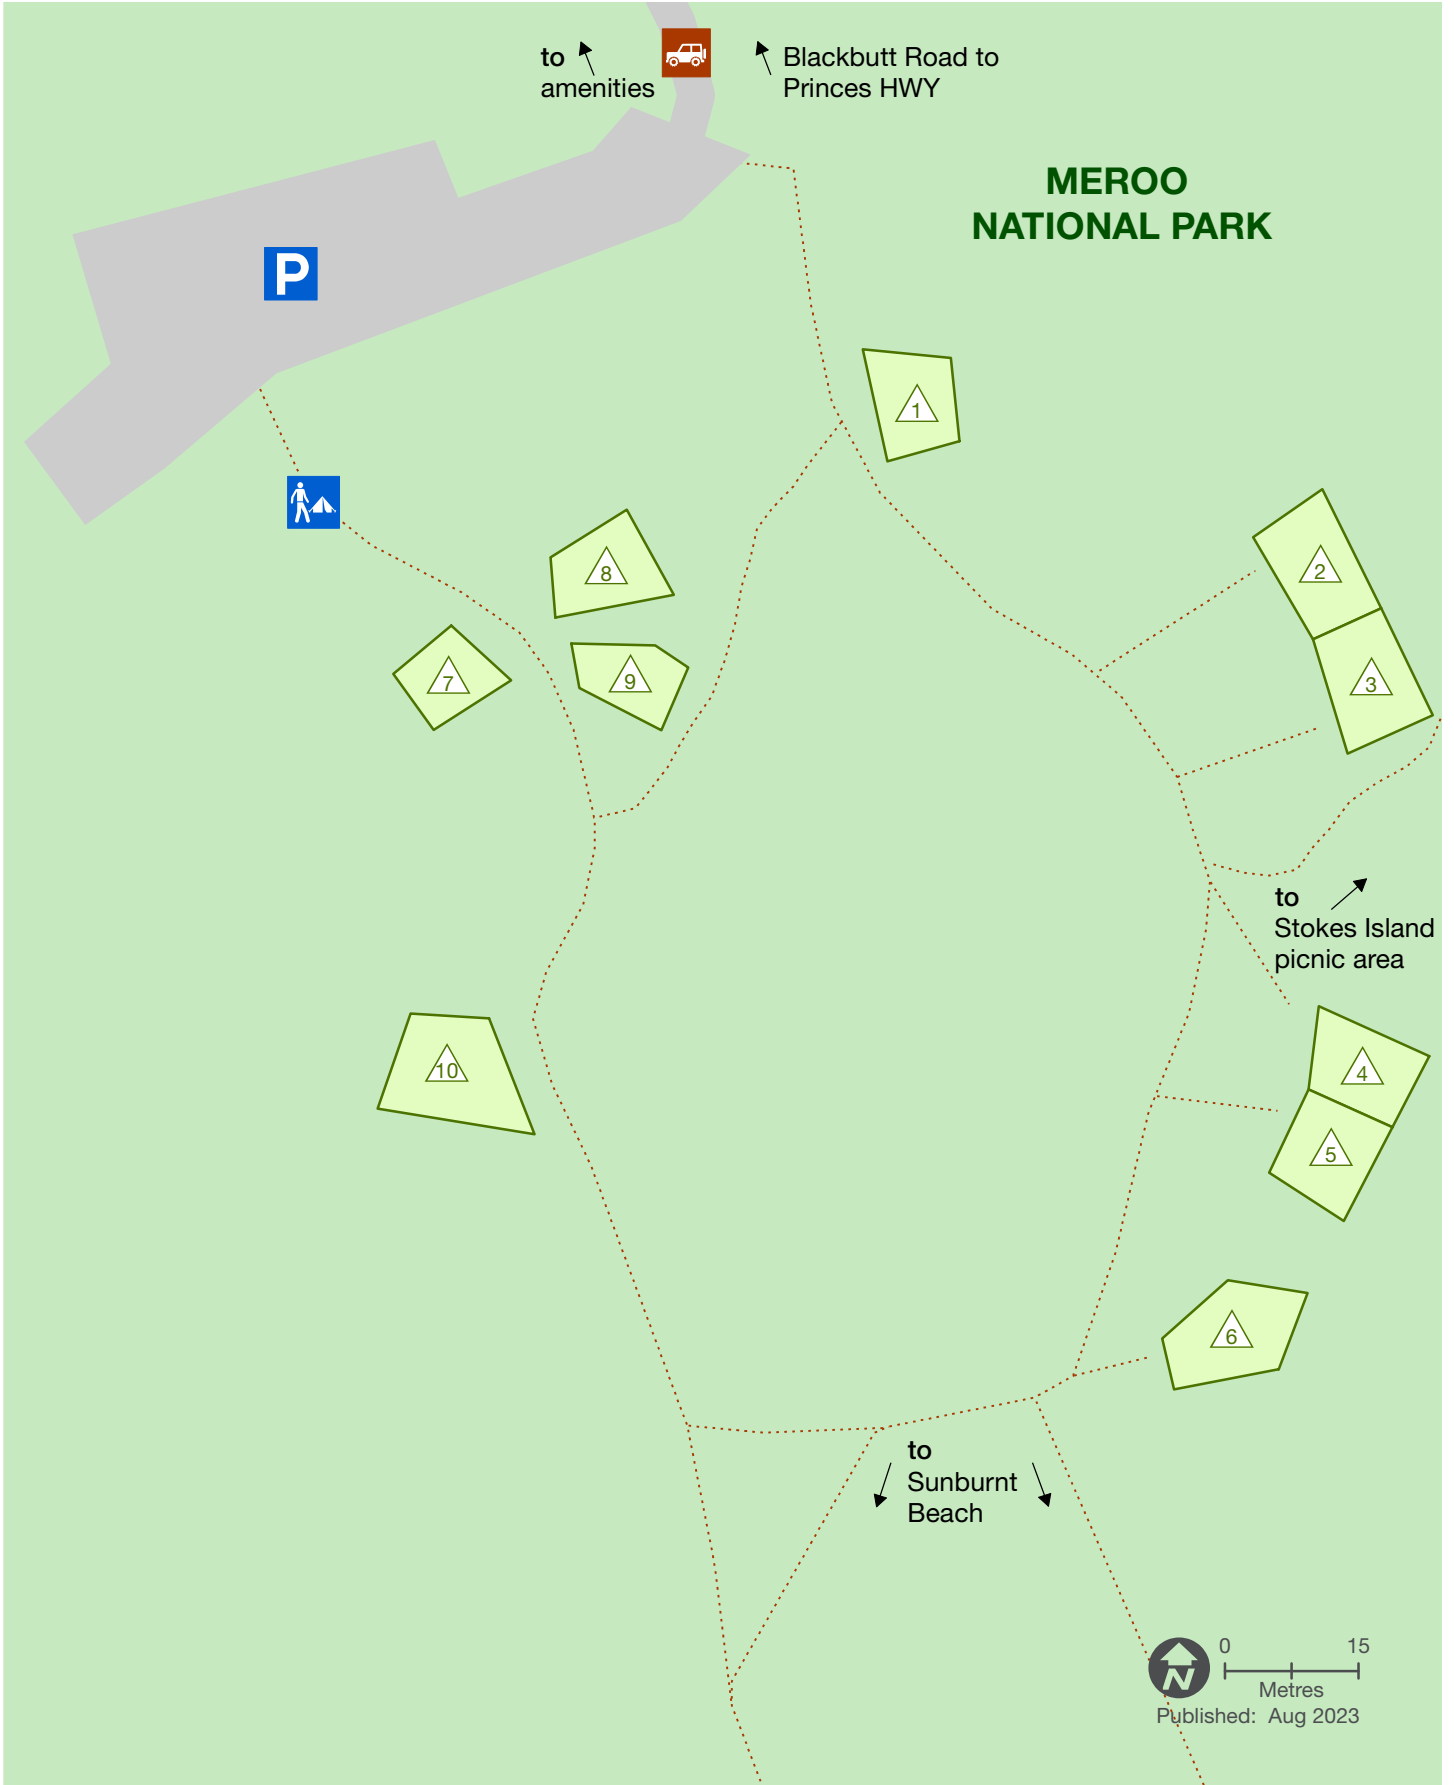 to
amenities
Blackbutt Road to
Princes HWY
MEROO
NATIONAL PARK
P
1
2
8
9
7
3
to
Stokes Island
picnic area
10
4
5
6
to
Sunburnt
Beach
N
0 15
Metres
Published: Aug 2023